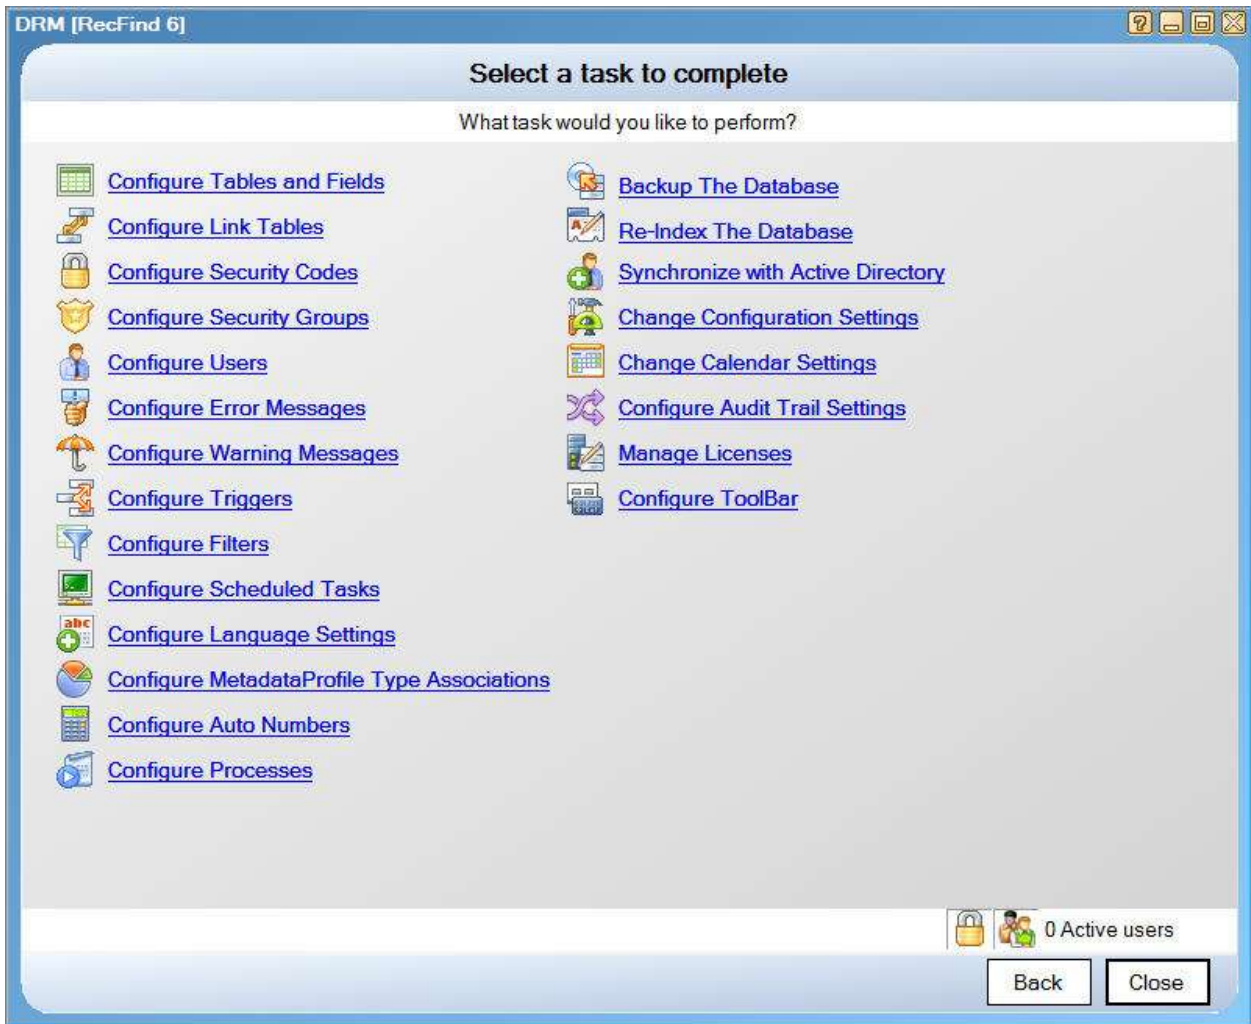 DRM [RecFind 6]
Select a task to complete
What task would you like to perform?
Configure Tables and Fields
Configure Link Tables
Configure Security Codes
Configure Security Groups
Configure Users
Configure Error Messages
Configure Warning Messages
Configure Triggers
Configure Filters
Configure Scheduled Tasks
abc
Configure Language Settings
Configure MetadataProfile Type Associations
Configure Auto Numbers
Configure Processes
Backup The Database
A
Re-Index The Database
Synchronize with Active Directory
Change Configuration Settings
Change Calendar Settings
Configure Audit Trail Settings
Manage Licenses
Configure ToolBar
0 Active users
Back
Close